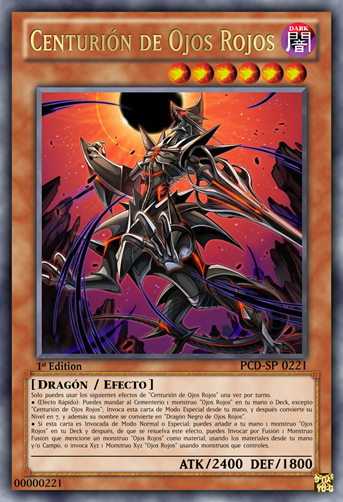 CENTURIÓN DE OJOS ROJOS
DARK
闇
1st Edition
PCD-SP 0221
[ DRAGÓN / EFECTO ]
Solo puedes usar los siguientes efectos de "Centurión de Ojos Rojos" una vez por turno.
● (Efecto Rápido): Puedes mandar al Cementerio 1 monstruo "Ojos Rojos" en tu mano o Deck, excepto
"Centurión de Ojos Rojos"; Invoca esta carta de Modo Especial desde tu mano, y después convierte su
Nivel en 7, y además su nombre se convierte en "Dragón Negro de Ojos Rojos".
● Si esta carta es Invocada de Modo Normal o Especial: puedes añadir a tu mano 1 monstruo "Ojos
Rojos" en tu Deck y después, de que se resuelva este efecto, puedes Invocar por Fusión 1 Monstruo
Fusión que mencione un monstruo "Ojos Rojos" como material, usando los materiales desde tu mano
y/o Campo, o invoca Xyz 1 Monstruo Xyz "Ojos Rojos" usando monstruos que controles.
ATK/2400 DEF/1800
00000221